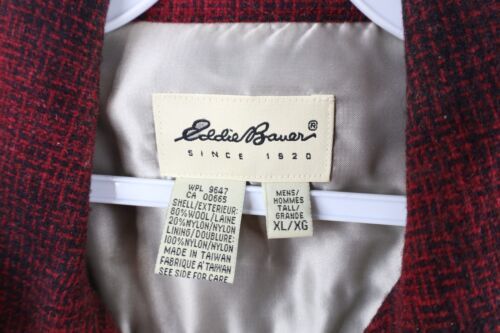 Eddie Bauer®
SINCE 1920
WPL 9647
CA 00665
SHELL/EXTERIEUR:
80%WOOL/LAINE
20%NYLON/NYLON
LINING/DOUBLURE:
100%NYLON/NYLON
MADE IN TAIWAN
FABRIQUE À TAIWAN
SEE SIDE FOR CARE
MENS/
HOMMES
TALL/
GRANDE
XL/XG